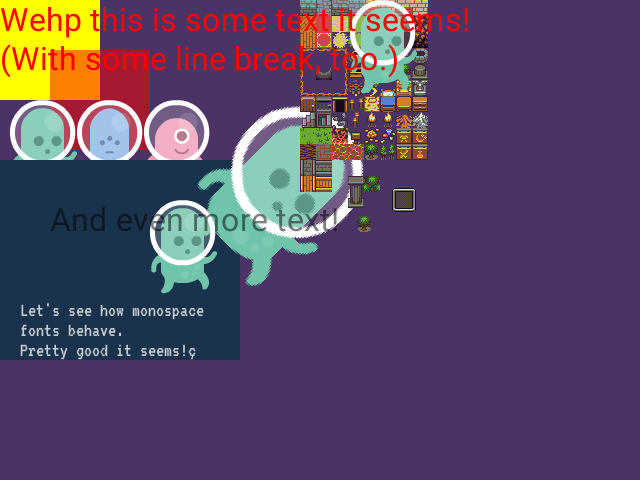 Wehp this is some text it seems!
(With some line break, too.)
And even more text!
Let's see how monospace
fonts behave.
Pretty good it seems!ç